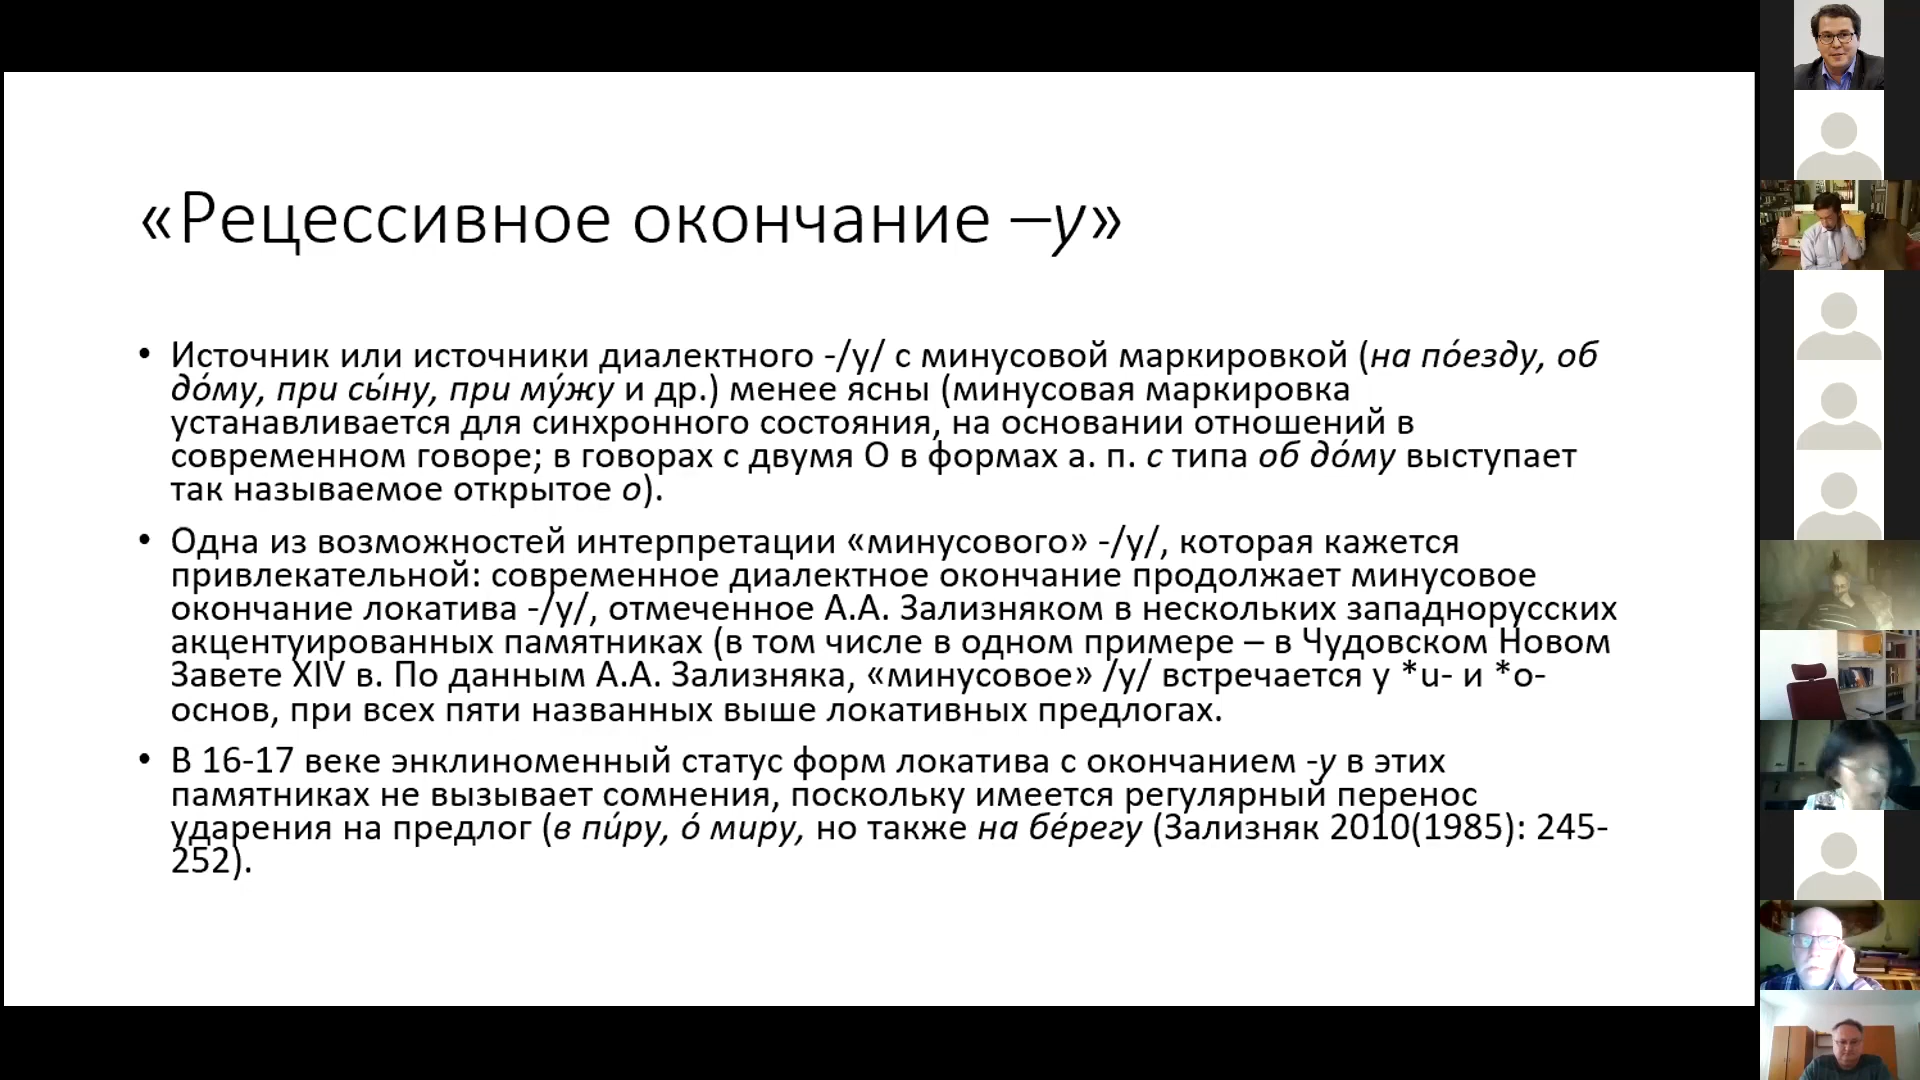 «Рецессивное окончание –у»
• Источник или источники диалектного -/у/ с минусовой маркировкой (на по́езду, об
до́му, при сы́ну, при му́жу и др.) менее ясны (минусовая маркировка
устанавливается для синхронного состояния, на основании отношений в
современном говоре; в говорах с двумя О в формах а. п. с типа об до́му выступает
так называемое открытое о).
• Одна из возможностей интерпретации «минусового» -/у/, которая кажется
привлекательной: современное диалектное окончание продолжает минусовое
окончание локатива -/у/, отмеченное А.А. Зализняком в нескольких западнорусских
акцентуированных памятниках (в том числе в одном примере – в Чудовском Новом
Завете XIV в. По данным А.А. Зализняка, «минусовое» /у/ встречается у *u- и *o-
основ, при всех пяти названных выше локативных предлогах.
• В 16-17 веке энклиноменный статус форм локатива с окончанием -у в этих
памятниках не вызывает сомнения, поскольку имеется регулярный перенос
ударения на предлог (в пи́ру, о́ миру, но также на бе́регу (Зализняк 2010(1985): 245-
252).